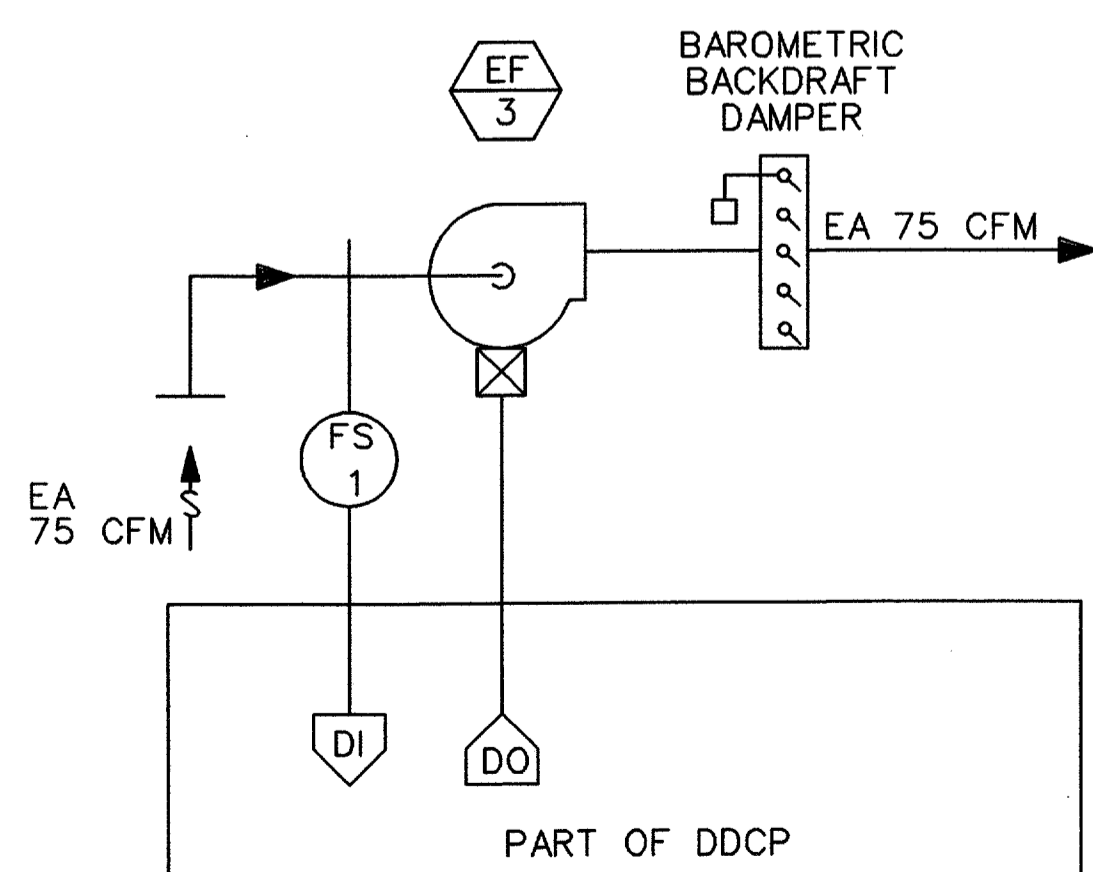 EF
3
BAROMETRIC
BACKDRAFT
DAMPER
EA 75 CFM
FS
1
EA
75 CFM
DI
DO
PART OF DDCP